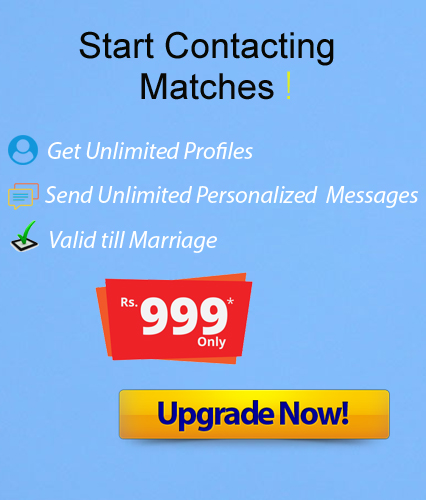 Start Contacting
Matches !
Get Unlimited Profiles
Send Unlimited Personalized Messages
Valid till Marriage
Rs. 999*
Only
Upgrade Now!